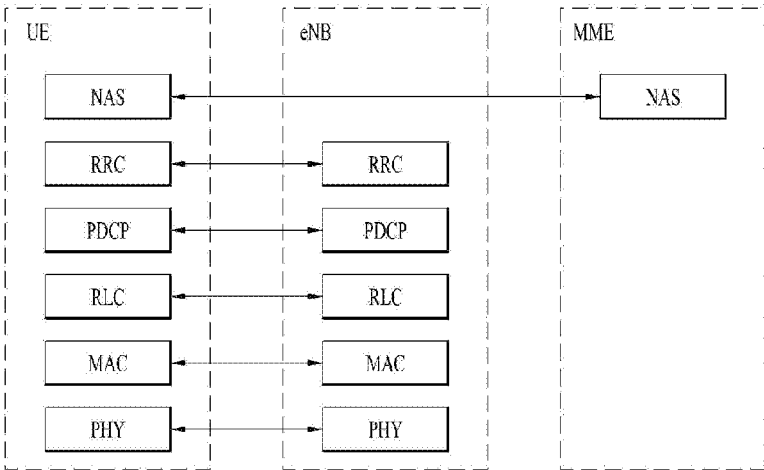 UE eNB MME
NAS NAS
RRC RRC
PDCP PDCP
RLC RLC
MAC MAC
PHY PHY